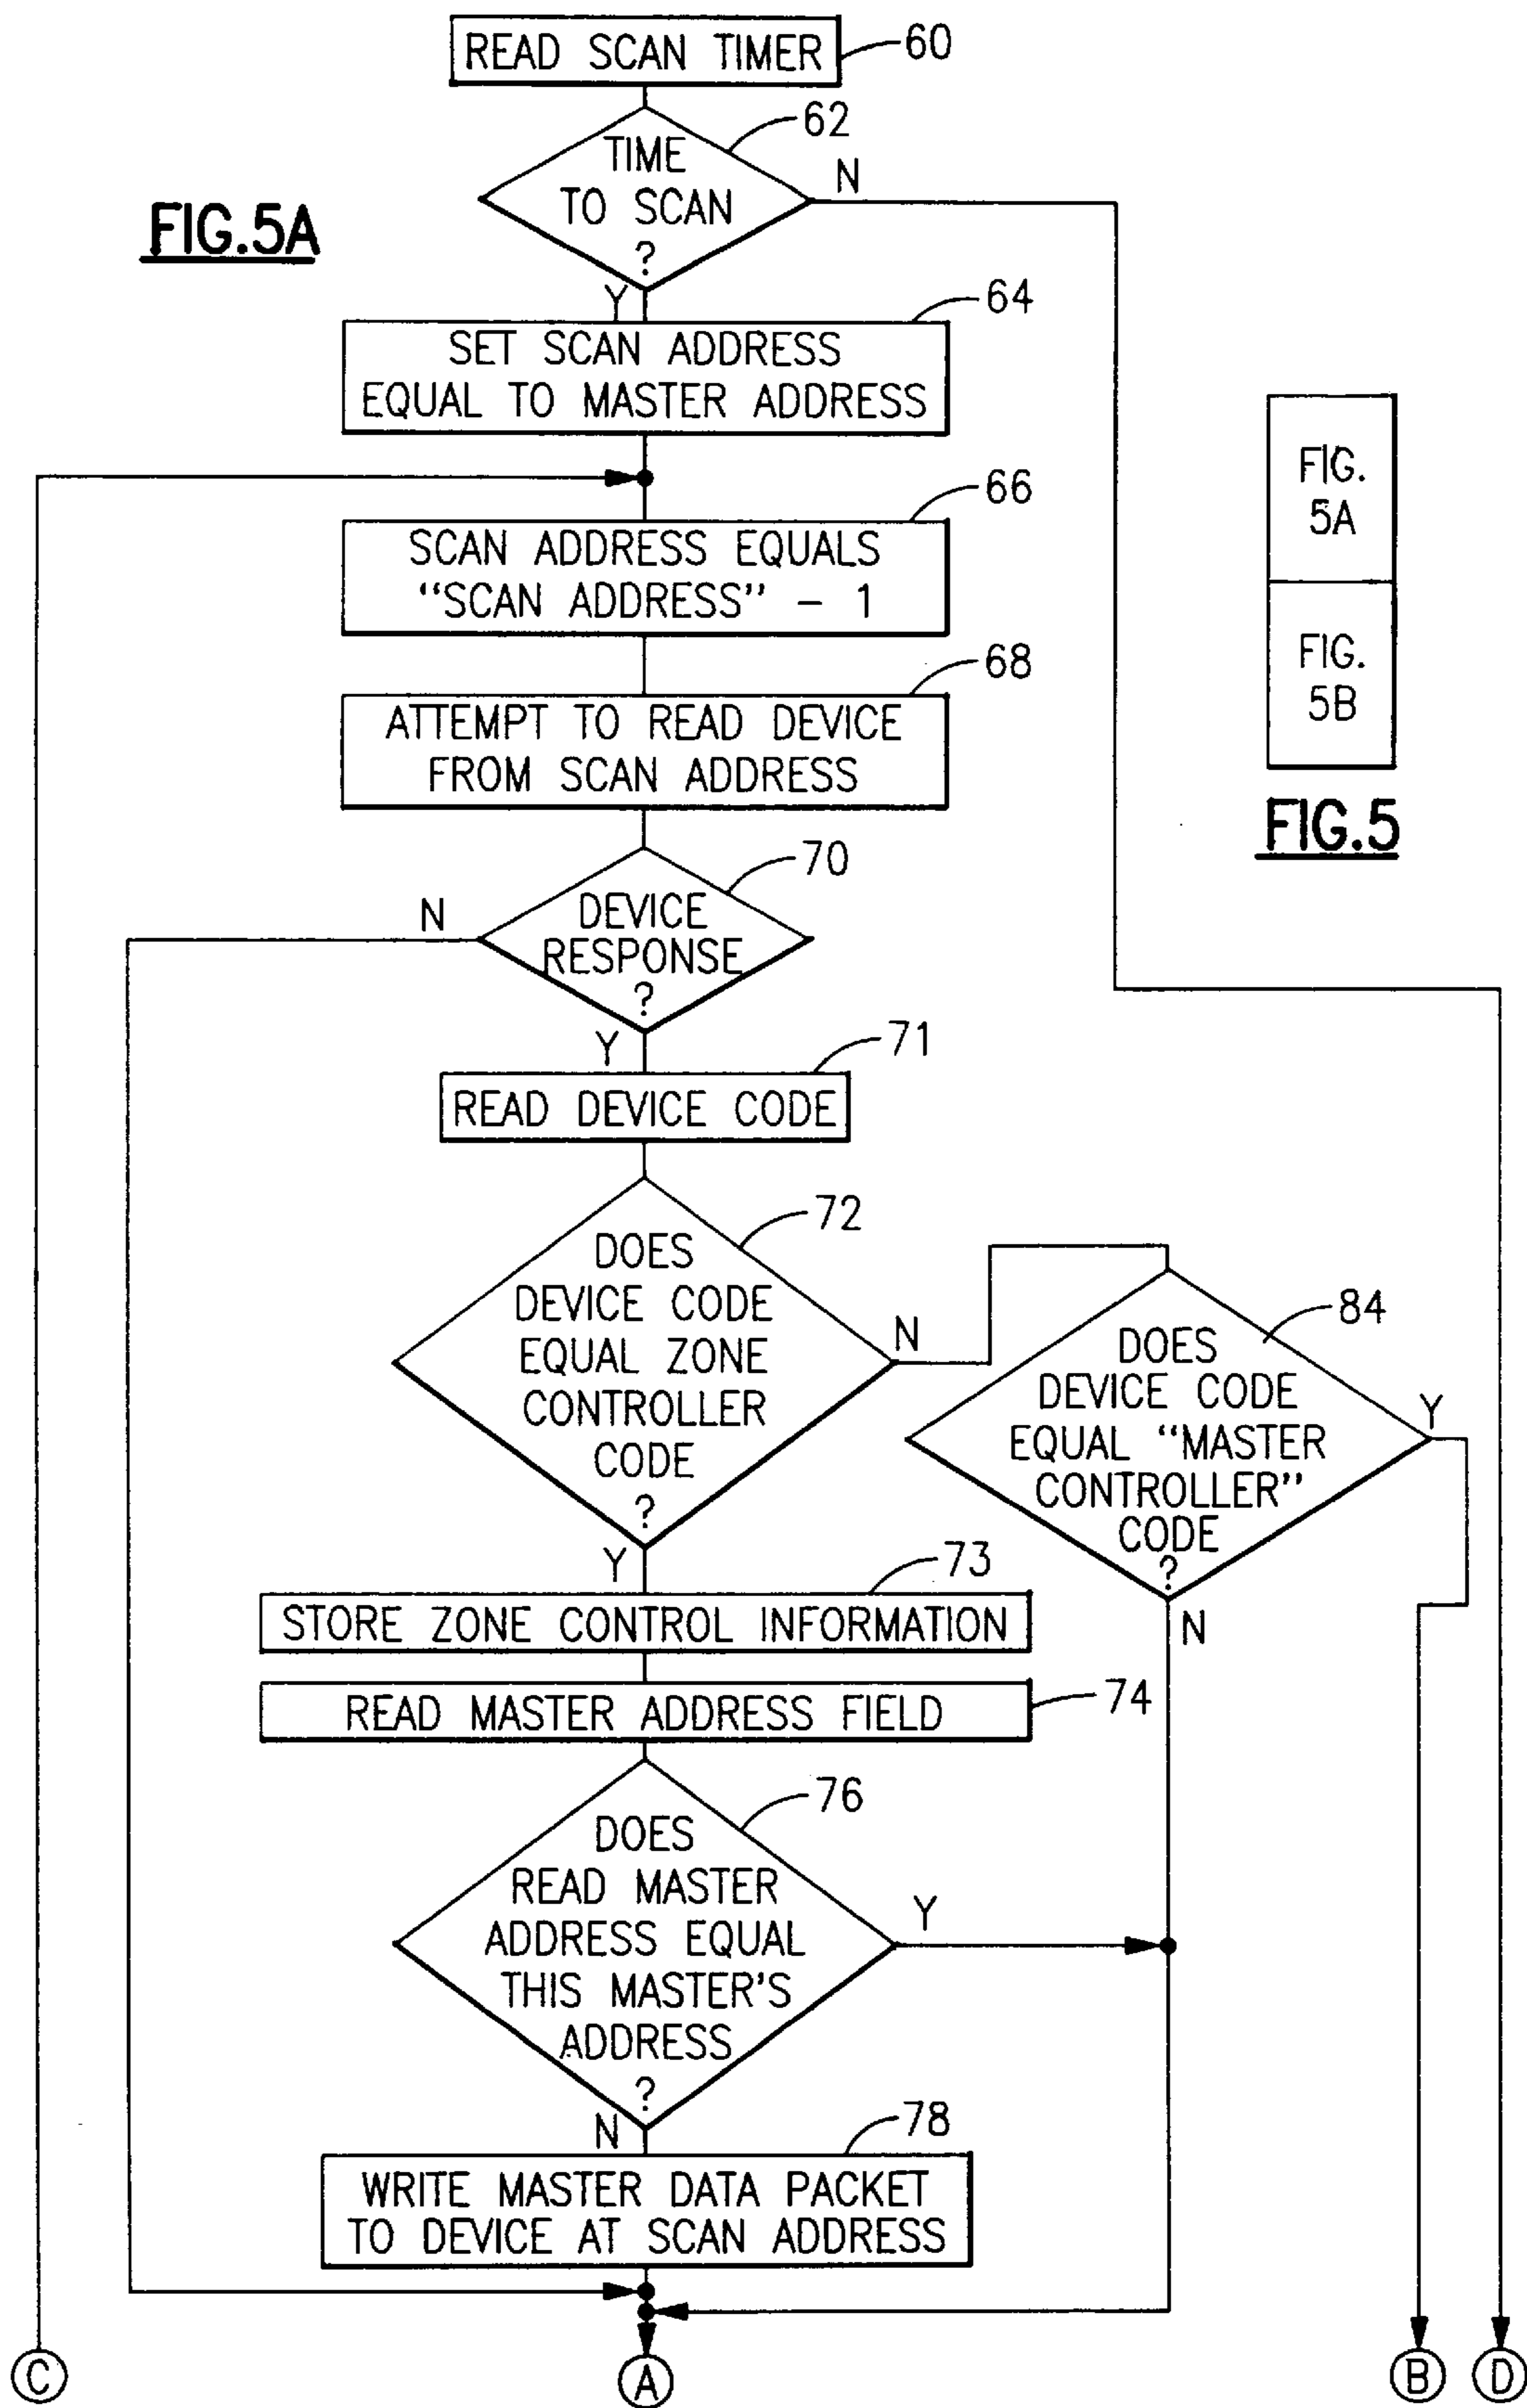 READ SCAN TIMER
60
62
TIME
TO SCAN
?
N
Y
FIG.5A
64
SET SCAN ADDRESS
EQUAL TO MASTER ADDRESS
66
SCAN ADDRESS EQUALS
“SCAN ADDRESS” – 1
FIG.
5A
FIG.
5B
FIG.5
68
ATTEMPT TO READ DEVICE
FROM SCAN ADDRESS
70
DEVICE
RESPONSE
?
N
Y
71
READ DEVICE CODE
72
DOES
DEVICE CODE
EQUAL ZONE
CONTROLLER
CODE
?
N
Y
84
DOES
DEVICE CODE
EQUAL “MASTER
CONTROLLER”
CODE
?
Y
N
73
STORE ZONE CONTROL INFORMATION
74
READ MASTER ADDRESS FIELD
76
DOES
READ MASTER
ADDRESS EQUAL
THIS MASTER'S
ADDRESS
?
Y
N
78
WRITE MASTER DATA PACKET
TO DEVICE AT SCAN ADDRESS
C
A
B
D